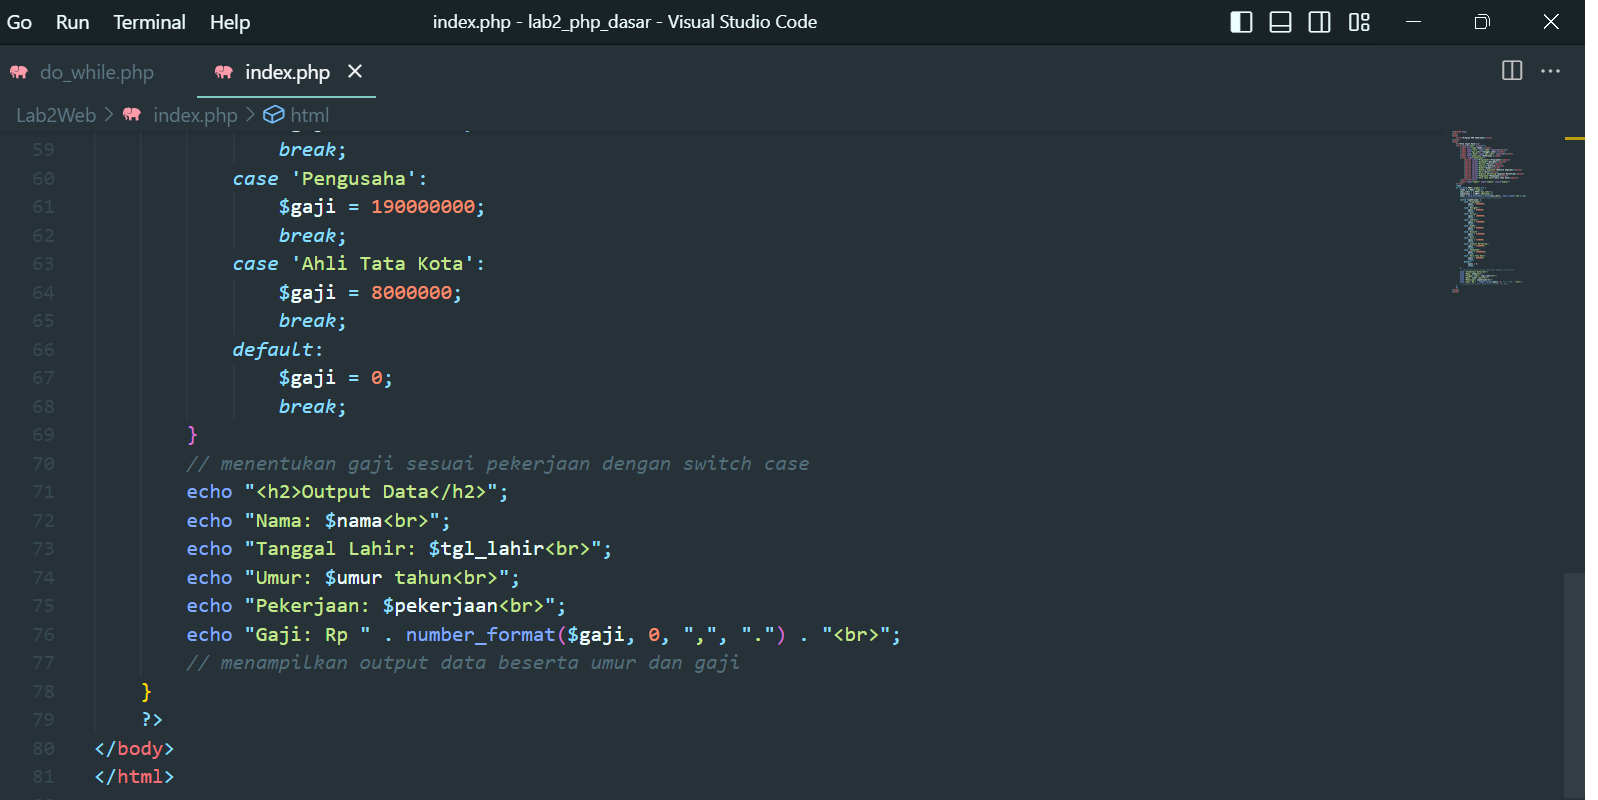 Go Run Terminal Help index.php - lab2_php_dasar - Visual Studio Code
do_while.php index.php
Lab2Web > index.php > html
59 break;
60 case 'Pengusaha':
61 $gaji = 190000000;
62 break;
63 case 'Ahli Tata Kota':
64 $gaji = 8000000;
65 break;
66 default:
67 $gaji = 0;
68 break;
69 }
70 // menentukan gaji sesuai pekerjaan dengan switch case
71 echo "<h2>Output Data</h2>";
72 echo "Nama: $nama<br>";
73 echo "Tanggal Lahir: $tgl_lahir<br>";
74 echo "Umur: $umur tahun<br>";
75 echo "Pekerjaan: $pekerjaan<br>";
76 echo "Gaji: Rp " . number_format($gaji, 0, ",", ".") . "<br>";
77 // menampilkan output data beserta umur dan gaji
78 }
79 ?>
80 </body>
81 </html>